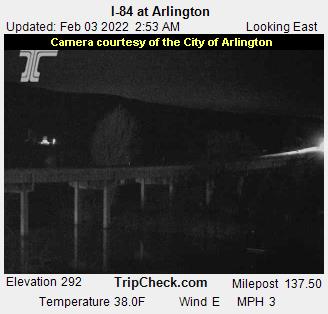 I-84 at Arlington
Updated: Feb 03 2022 2:53 AM Looking East
Camera courtesy of the City of Arlington
Elevation 292 TripCheck.com Milepost 137.50
Temperature 38.0F Wind E MPH 3